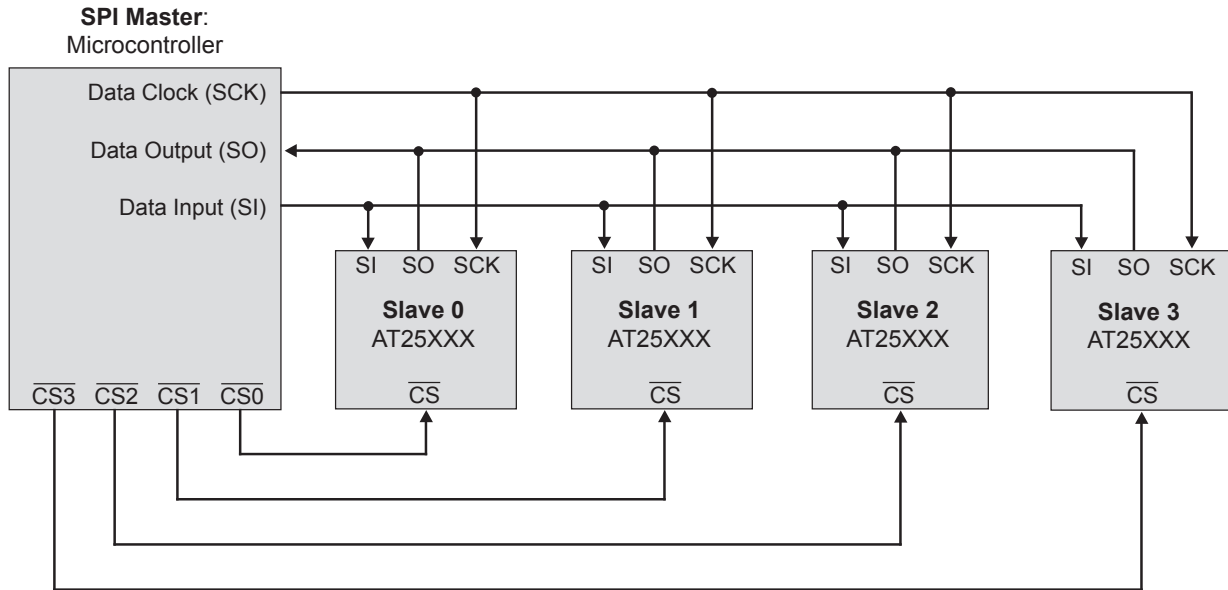 SPI Master:
Microcontroller
Data Clock (SCK)
Data Output (SO)
Data Input (SI)
CS3 CS2 CS1 CS0
SI SO SCK
Slave 0
AT25XXX
CS
SI SO SCK
Slave 1
AT25XXX
CS
SI SO SCK
Slave 2
AT25XXX
CS
SI SO SCK
Slave 3
AT25XXX
CS